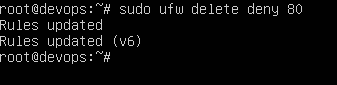 root@devops:~# sudo ufw delete deny 80
Rules updated
Rules updated (v6)
root@devops:~#